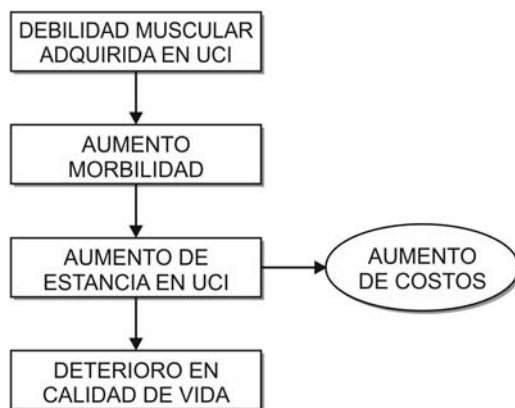 DEBILIDAD MUSCULAR
ADQUIRIDA EN UCI
AUMENTO
MORBILIDAD
AUMENTO DE
ESTANCIA EN UCI
AUMENTO
DE COSTOS
DETERIORO EN
CALIDAD DE VIDA